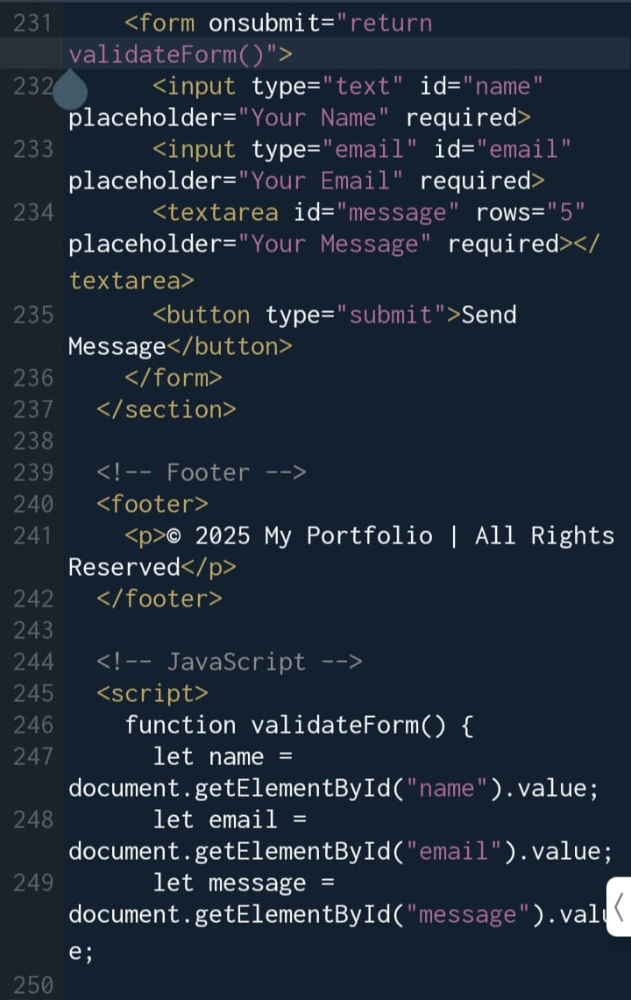 231 <form onsubmit="return
validateForm()">
232 <input type="text" id="name"
placeholder="Your Name" required>
233 <input type="email" id="email"
placeholder="Your Email" required>
234 <textarea id="message" rows="5"
placeholder="Your Message" required></
textarea>
235 <button type="submit">Send
Message</button>
236 </form>
237 </section>
238
239 <!-- Footer -->
240 <footer>
241 <p>© 2025 My Portfolio | All Rights
Reserved</p>
242 </footer>
243
244 <!-- JavaScript -->
245 <script>
246 function validateForm() {
247 let name =
document.getElementById("name").value;
248 let email =
document.getElementById("email").value;
249 let message =
document.getElementById("message").valu
e;
250